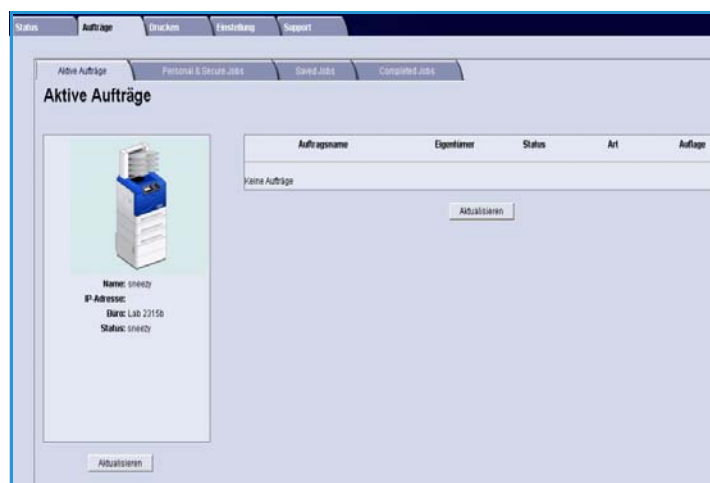 Status Aufträge Drucken Einstellung Support
Aktive Aufträge Personal & Secure Jobs Saved Jobs Completed Jobs
Aktive Aufträge
Auftragsname Eigentümer Status Art Auflage
Keine Aufträge
Aktualisieren
Name: sneezy
IP-Adresse:
Büro: Lab 2315b
Status: sneezy
Aktualisieren